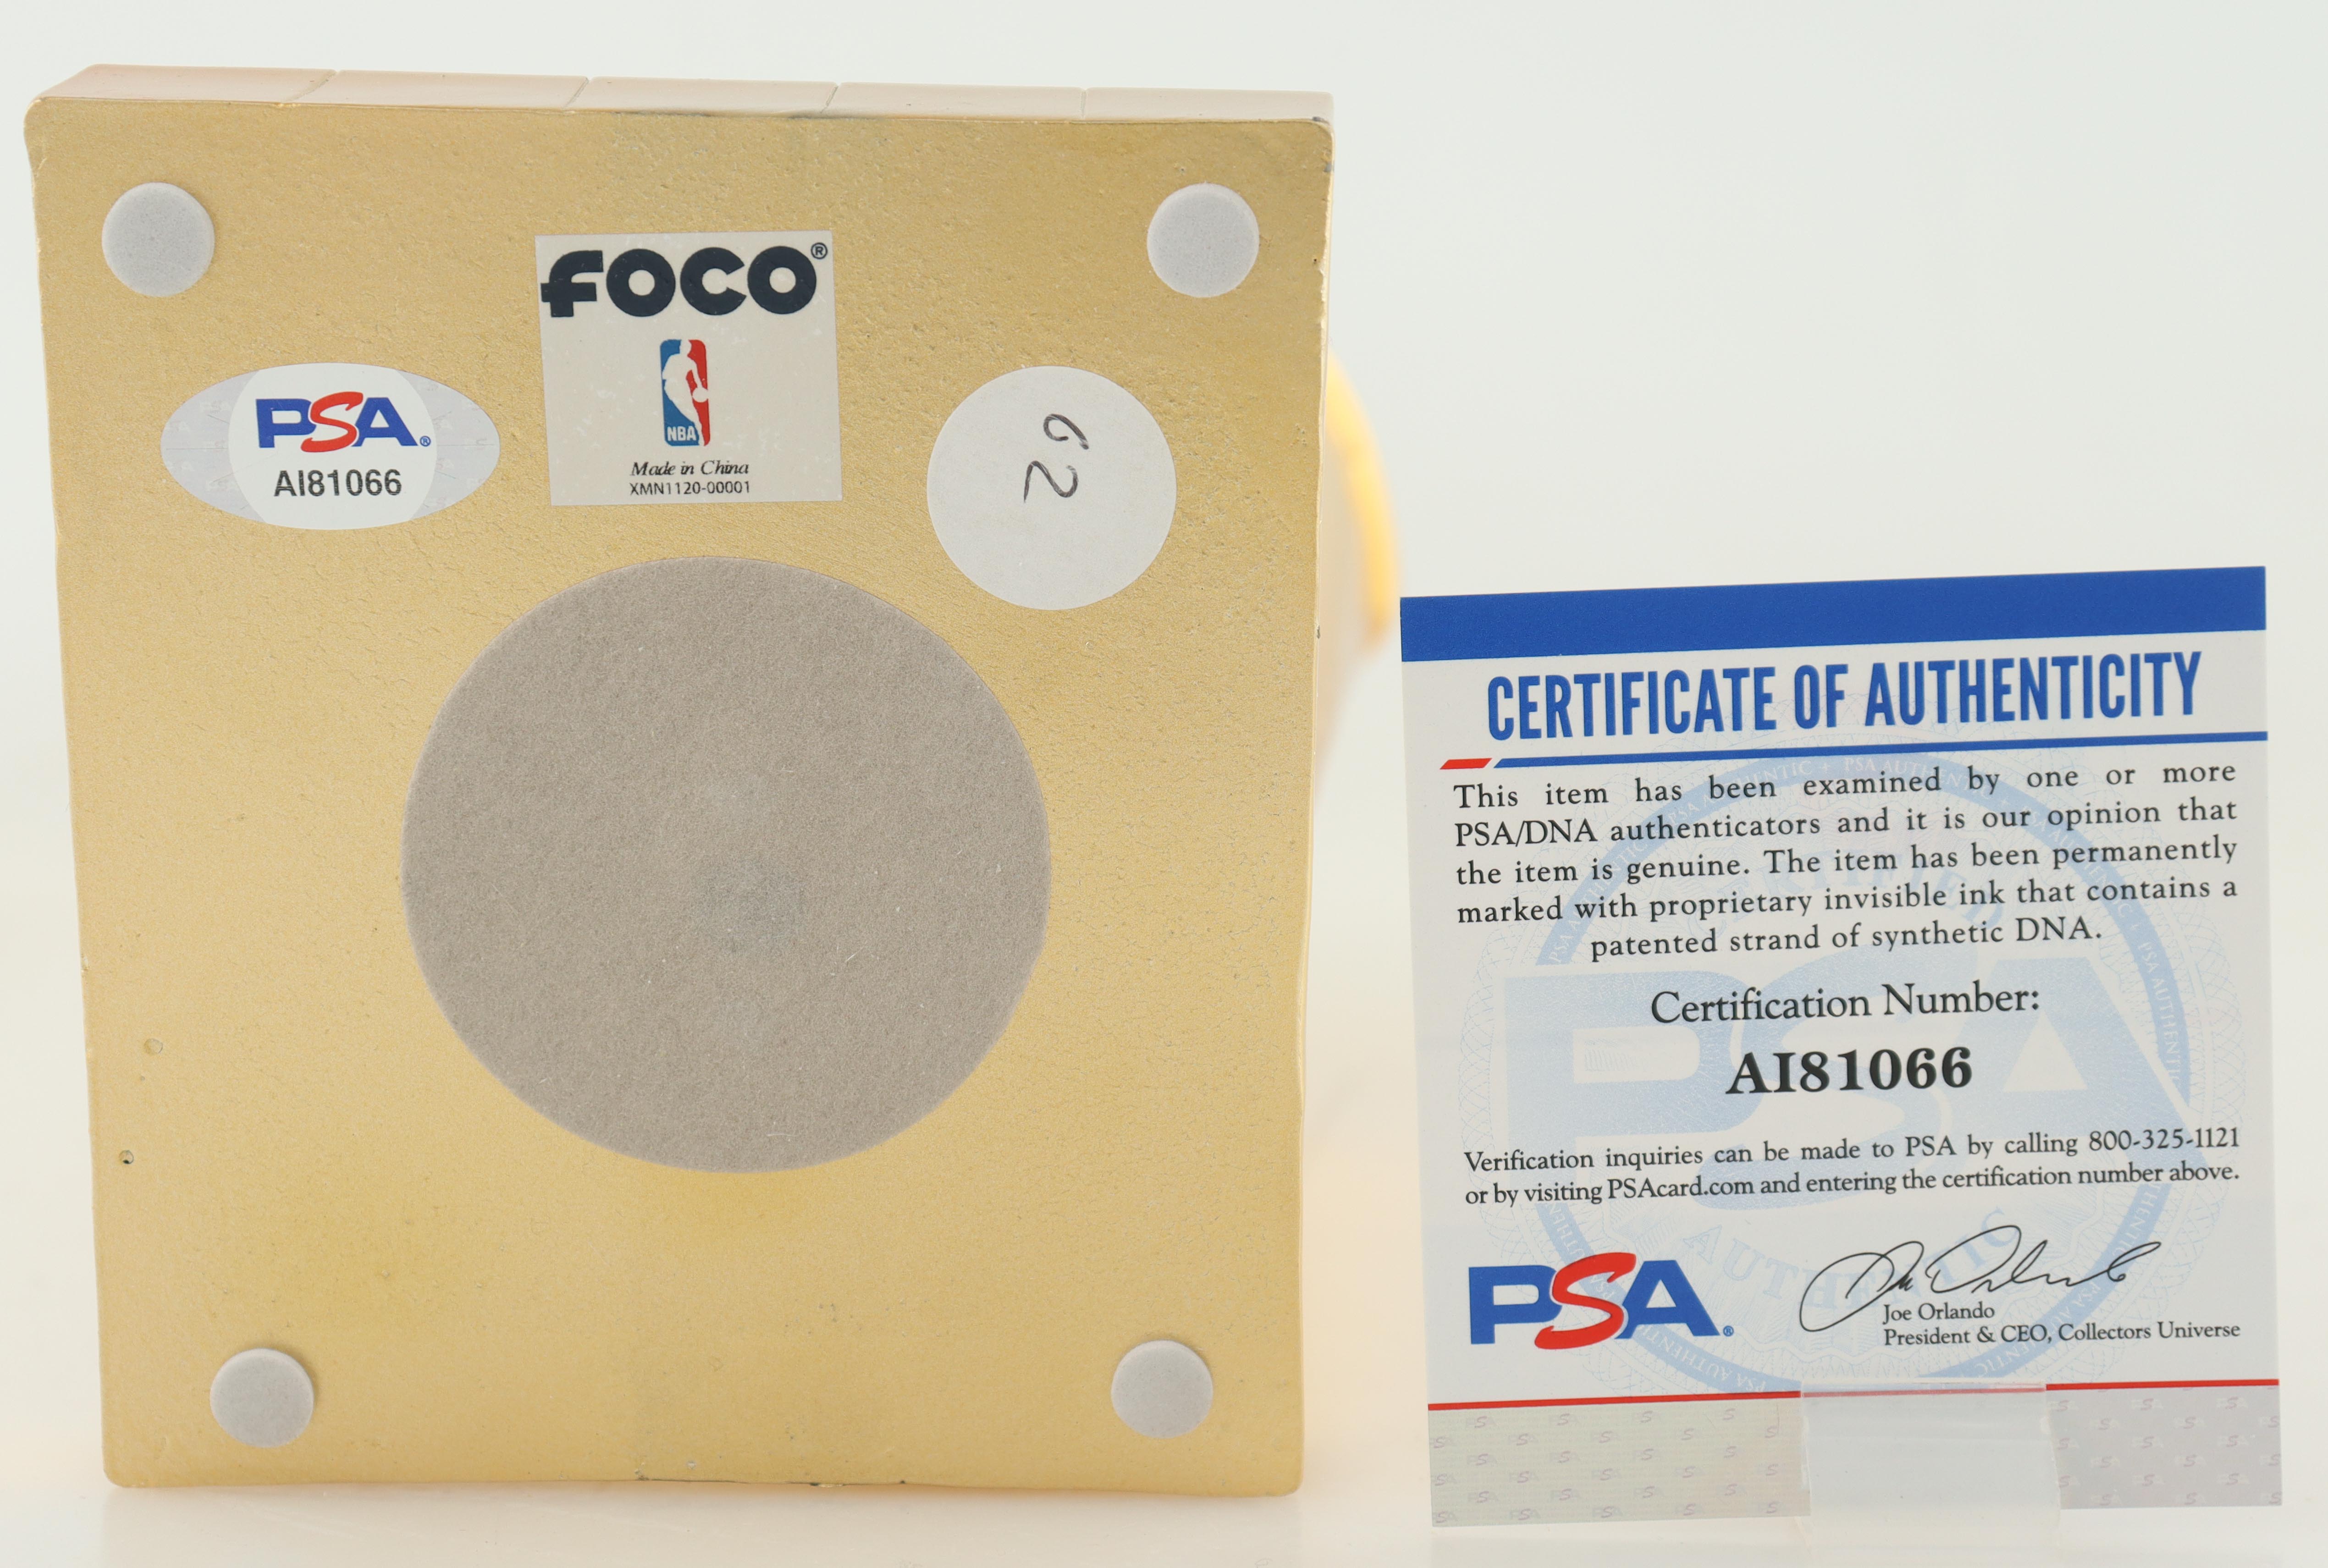 FOCO®
NBA
Made in China
XMN1120-00001
PSA®
AI81066
62
CERTIFICATE OF AUTHENTICITY
This item has been examined by one or more
PSA/DNA authenticators and it is our opinion that
the item is genuine. The item has been permanently
marked with proprietary invisible ink that contains a
patented strand of synthetic DNA.
Certification Number:
AI81066
Verification inquiries can be made to PSA by calling 800-325-1121
or by visiting PSAcard.com and entering the certification number above.
PSA®
Joe Orlando
President & CEO, Collectors Universe